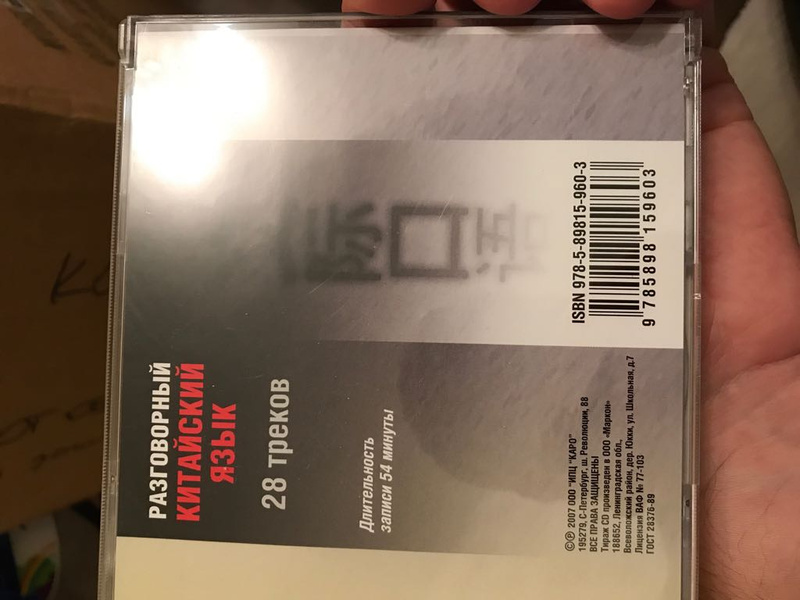 РАЗГОВОРНЫЙ
КИТАЙСКИЙ
ЯЗЫК
28 треков
Длительность
записи 54 минуты
口语
ISBN 978-5-89815-960-3
9 785898 159603
©℗ 2007 ООО "ИПЦ "КАРО"
195279, С-Петербург, ш. Революции, 88
ВСЕ ПРАВА ЗАЩИЩЕНЫ
Тираж CD произведен в ООО «Маркон»
188652, Ленинградская обл.,
Всеволожский район, дер. Юкки, ул. Школьная, д.7
Лицензия ВАФ № 77-103
ГОСТ 28376-89